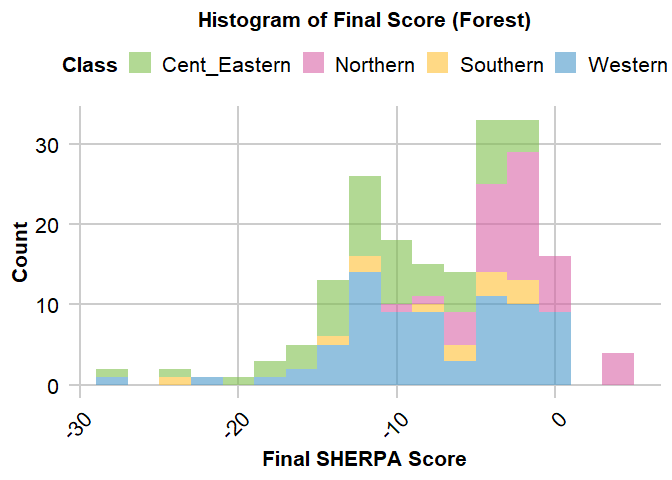 Histogram of Final Score (Forest)
Class Cent_Eastern Northern Southern Western
30
20
10
0
Count
-30 -20 -10 0
Final SHERPA Score